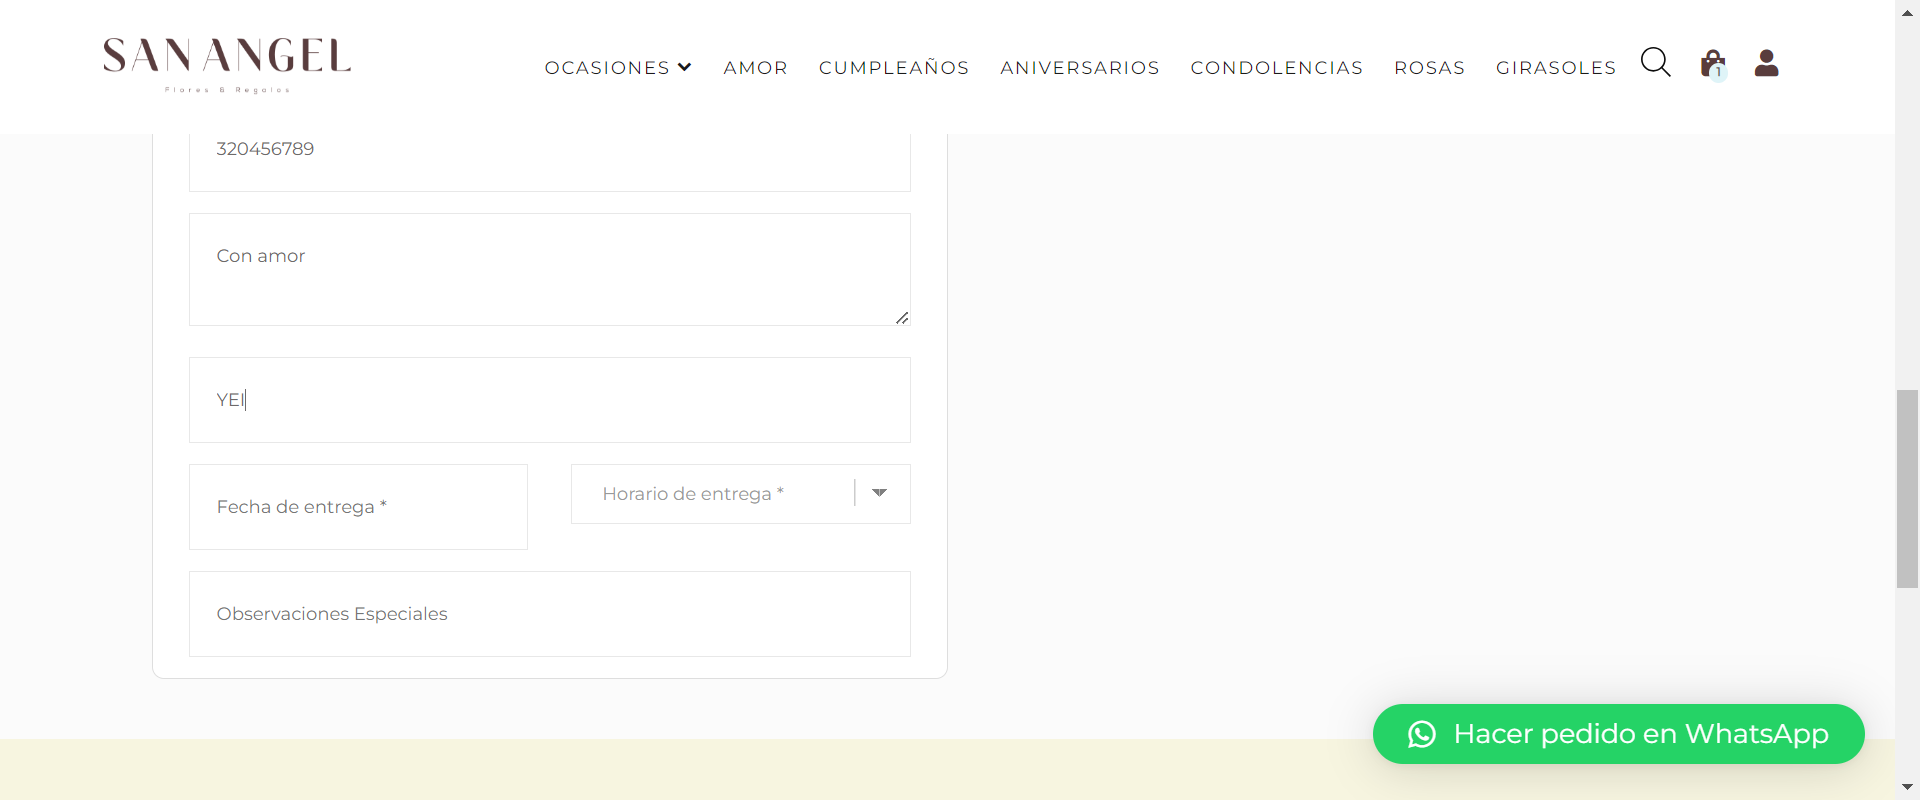 SAN ANGEL
Flores & Regalos
OCASIONES
AMOR
CUMPLEAÑOS
ANIVERSARIOS
CONDOLENCIAS
ROSAS
GIRASOLES
1
320456789
Con amor
YEI
Fecha de entrega *
Horario de entrega *
Observaciones Especiales
Hacer pedido en WhatsApp